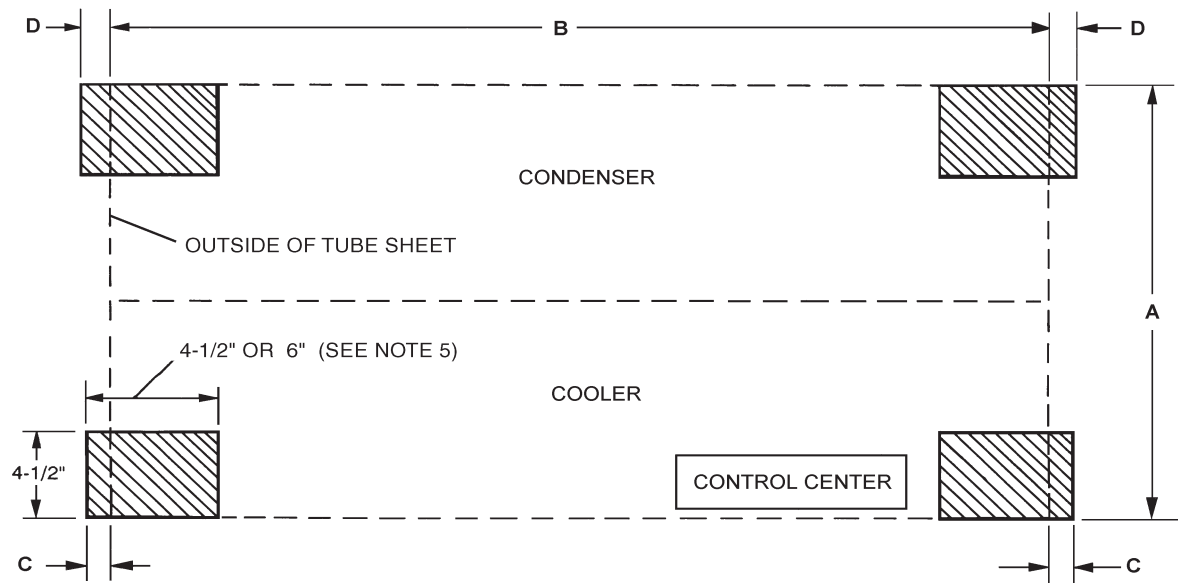 D B D
CONDENSER
OUTSIDE OF TUBE SHEET
A
4-1/2" OR 6" (SEE NOTE 5)
COOLER
4-1/2"
CONTROL CENTER
C C